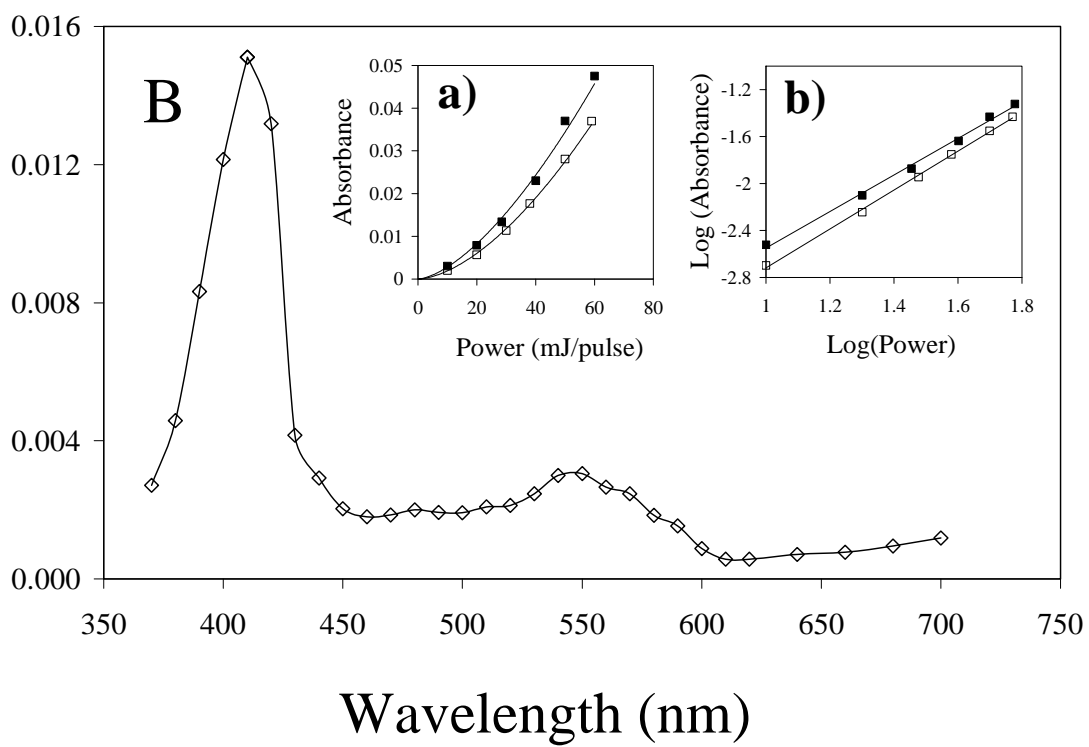 0.016
0.012
0.008
0.004
0.000
350 400 450 500 550 600 650 700 750
Wavelength (nm)
B
a)
Absorbance
0.05
0.04
0.03
0.02
0.01
0
0 20 40 60 80
Power (mJ/pulse)
b)
Log (Absorbance)
-1.2
-1.6
-2
-2.4
-2.8
1 1.2 1.4 1.6 1.8
Log(Power)